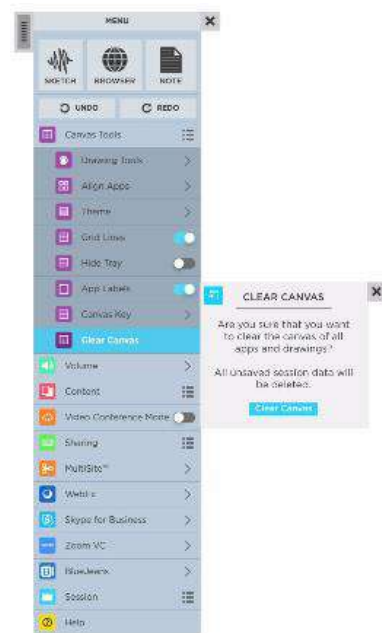 MENU
SKETCH
BROWSER
NOTE
UNDO
REDO
Canvas Tools
Drawing Tools
Align Apps
Theme
Grid Lines
Hide Tray
App Labels
Canvas Key
Clear Canvas
Volume
Content
Video Conference Mode
Sharing
MultiSite™
WebEx
Skype for Business
Zoom VC
BlueJeans
Session
Help
CLEAR CANVAS
Are you sure that you want
to clear the canvas of all
apps and drawings?
All unsaved session data will
be deleted.
Clear Canvas